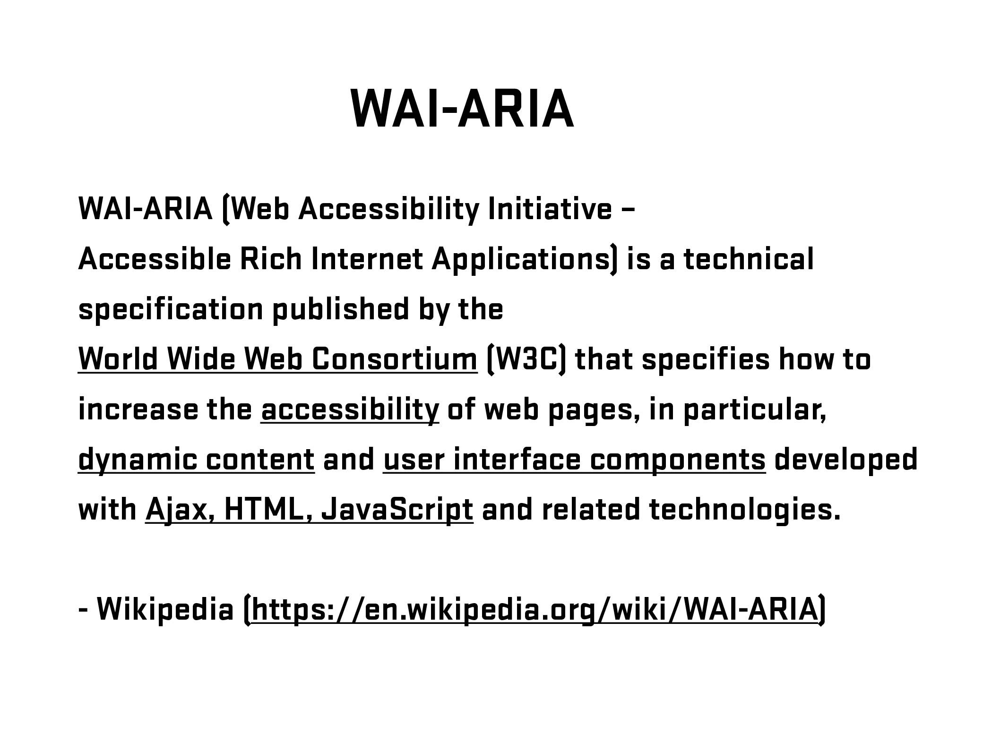 WAI-ARIA
WAI-ARIA (Web Accessibility Initiative –
Accessible Rich Internet Applications) is a technical
specification published by the
World Wide Web Consortium (W3C) that specifies how to
increase the accessibility of web pages, in particular,
dynamic content and user interface components developed
with Ajax, HTML, JavaScript and related technologies.
- Wikipedia (https://en.wikipedia.org/wiki/WAI-ARIA)